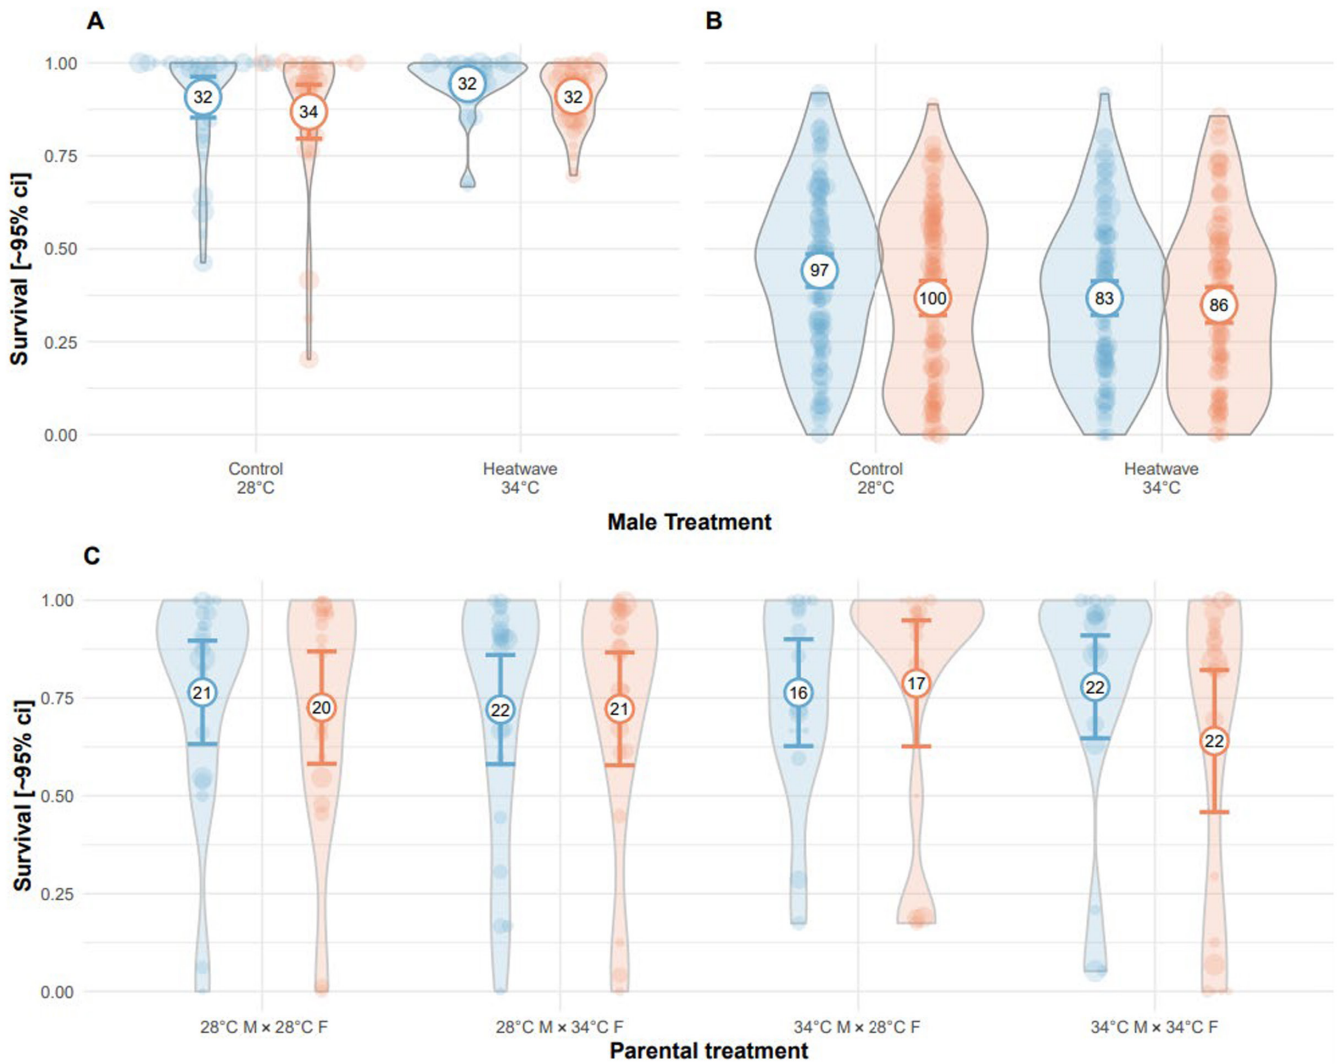 A
B
1.00
0.75
0.50
0.25
0.00
Survival [~95% ci]
32
34
32
32
97
100
83
86
Control
28°C
Heatwave
34°C
Control
28°C
Heatwave
34°C
Male Treatment
C
1.00
0.75
0.50
0.25
0.00
Survival [~95% ci]
21
20
22
21
16
17
22
22
28°C M × 28°C F
28°C M × 34°C F
34°C M × 28°C F
34°C M × 34°C F
Parental treatment